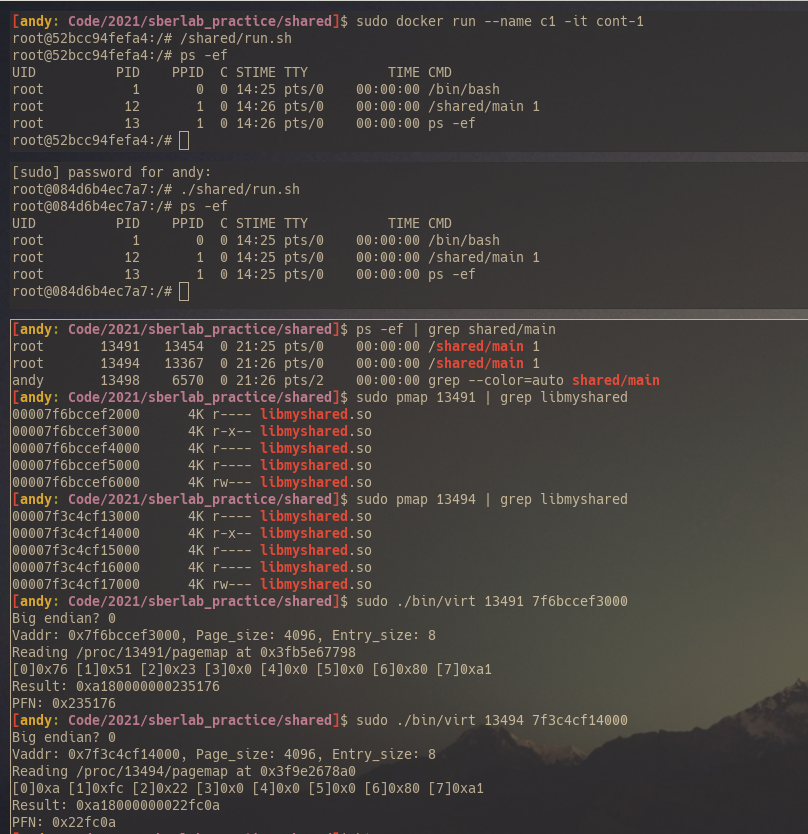 [andy: Code/2021/sberlab_practice/shared]$ sudo docker run --name c1 -it cont-1
root@52bcc94fefa4:/# /shared/run.sh
root@52bcc94fefa4:/# ps -ef
UID          PID    PPID  C STIME TTY          TIME CMD
root           1       0  0 14:25 pts/0    00:00:00 /bin/bash
root          12       1  0 14:26 pts/0    00:00:00 /shared/main 1
root          13       1  0 14:26 pts/0    00:00:00 ps -ef
root@52bcc94fefa4:/#
[sudo] password for andy:
root@084d6b4ec7a7:/# ./shared/run.sh
root@084d6b4ec7a7:/# ps -ef
UID          PID    PPID  C STIME TTY          TIME CMD
root           1       0  0 14:25 pts/0    00:00:00 /bin/bash
root          12       1  0 14:26 pts/0    00:00:00 /shared/main 1
root          13       1  0 14:26 pts/0    00:00:00 ps -ef
root@084d6b4ec7a7:/#
[andy: Code/2021/sberlab_practice/shared]$ ps -ef | grep shared/main
root       13491   13454  0 21:25 pts/0    00:00:00 /shared/main 1
root       13494   13367  0 21:26 pts/0    00:00:00 /shared/main 1
andy       13498    6570  0 21:26 pts/2    00:00:00 grep --color=auto shared/main
[andy: Code/2021/sberlab_practice/shared]$ sudo pmap 13491 | grep libmyshared
00007f6bccef2000      4K r---- libmyshared.so
00007f6bccef3000      4K r-x-- libmyshared.so
00007f6bccef4000      4K r---- libmyshared.so
00007f6bccef5000      4K r---- libmyshared.so
00007f6bccef6000      4K rw--- libmyshared.so
[andy: Code/2021/sberlab_practice/shared]$ sudo pmap 13494 | grep libmyshared
00007f3c4cf13000      4K r---- libmyshared.so
00007f3c4cf14000      4K r-x-- libmyshared.so
00007f3c4cf15000      4K r---- libmyshared.so
00007f3c4cf16000      4K r---- libmyshared.so
00007f3c4cf17000      4K rw--- libmyshared.so
[andy: Code/2021/sberlab_practice/shared]$ sudo ./bin/virt 13491 7f6bccef3000
Big endian? 0
Vaddr: 0x7f6bccef3000, Page_size: 4096, Entry_size: 8
Reading /proc/13491/pagemap at 0x3fb5e67798
[0]0x76 [1]0x51 [2]0x23 [3]0x0 [4]0x0 [5]0x0 [6]0x80 [7]0xa1
Result: 0xa180000000235176
PFN: 0x235176
[andy: Code/2021/sberlab_practice/shared]$ sudo ./bin/virt 13494 7f3c4cf14000
Big endian? 0
Vaddr: 0x7f3c4cf14000, Page_size: 4096, Entry_size: 8
Reading /proc/13494/pagemap at 0x3f9e2678a0
[0]0xa [1]0xfc [2]0x22 [3]0x0 [4]0x0 [5]0x0 [6]0x80 [7]0xa1
Result: 0xa18000000022fc0a
PFN: 0x22fc0a